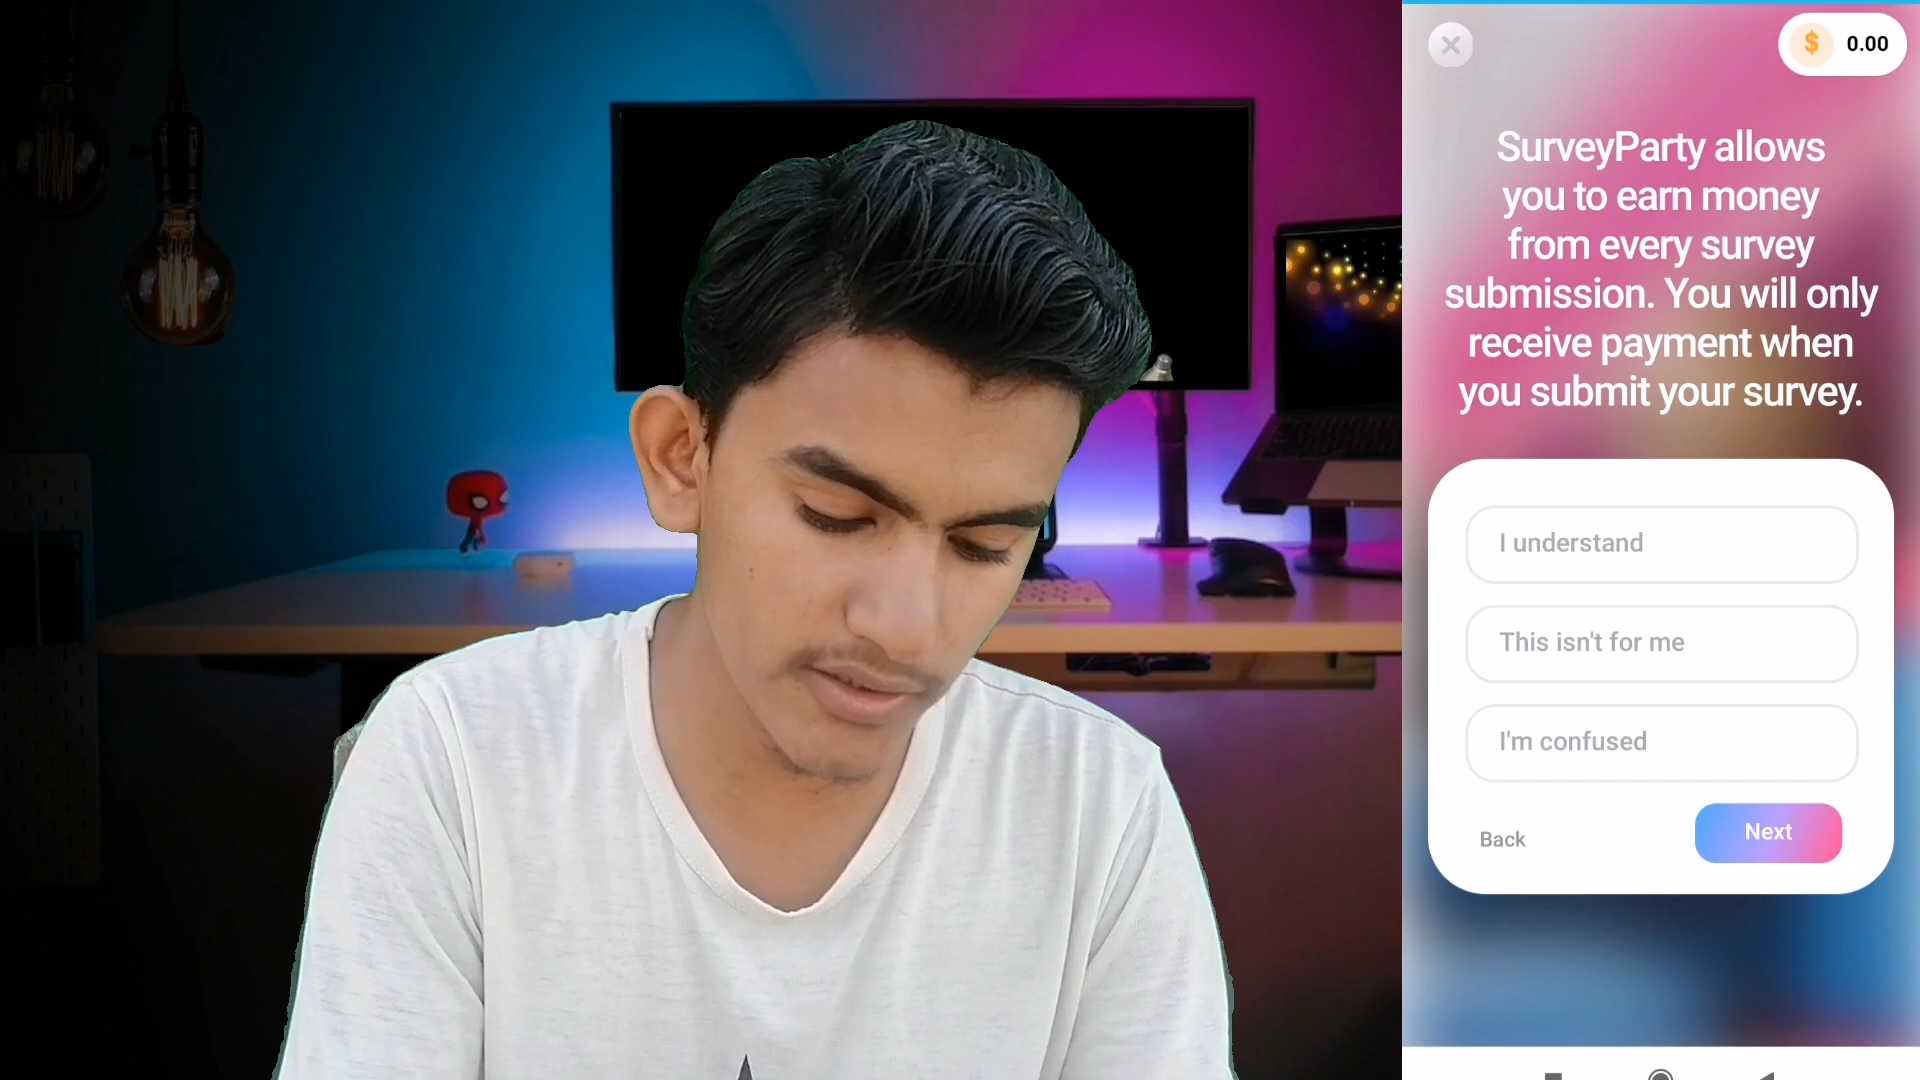 $ 0.00
SurveyParty allows
you to earn money
from every survey
submission. You will only
receive payment when
you submit your survey.
I understand
This isn't for me
I'm confused
Back
Next